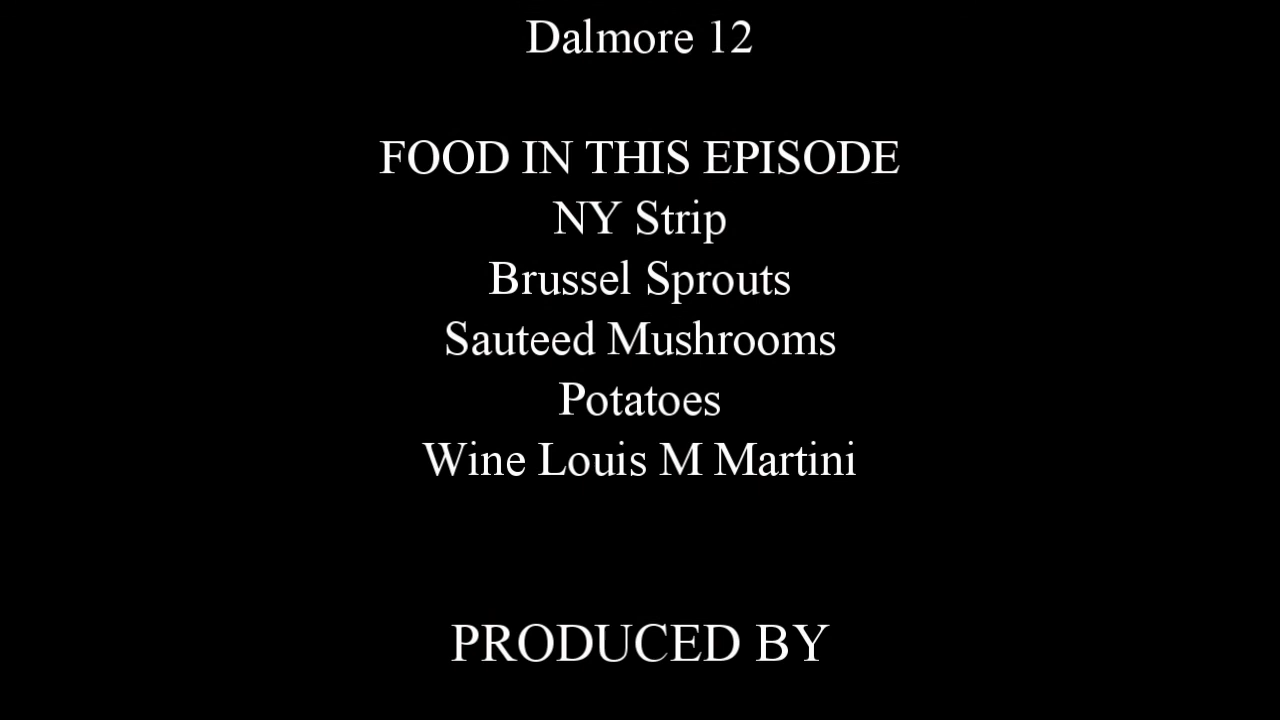 Dalmore 12
FOOD IN THIS EPISODE
NY Strip
Brussel Sprouts
Sauteed Mushrooms
Potatoes
Wine Louis M Martini
PRODUCED BY